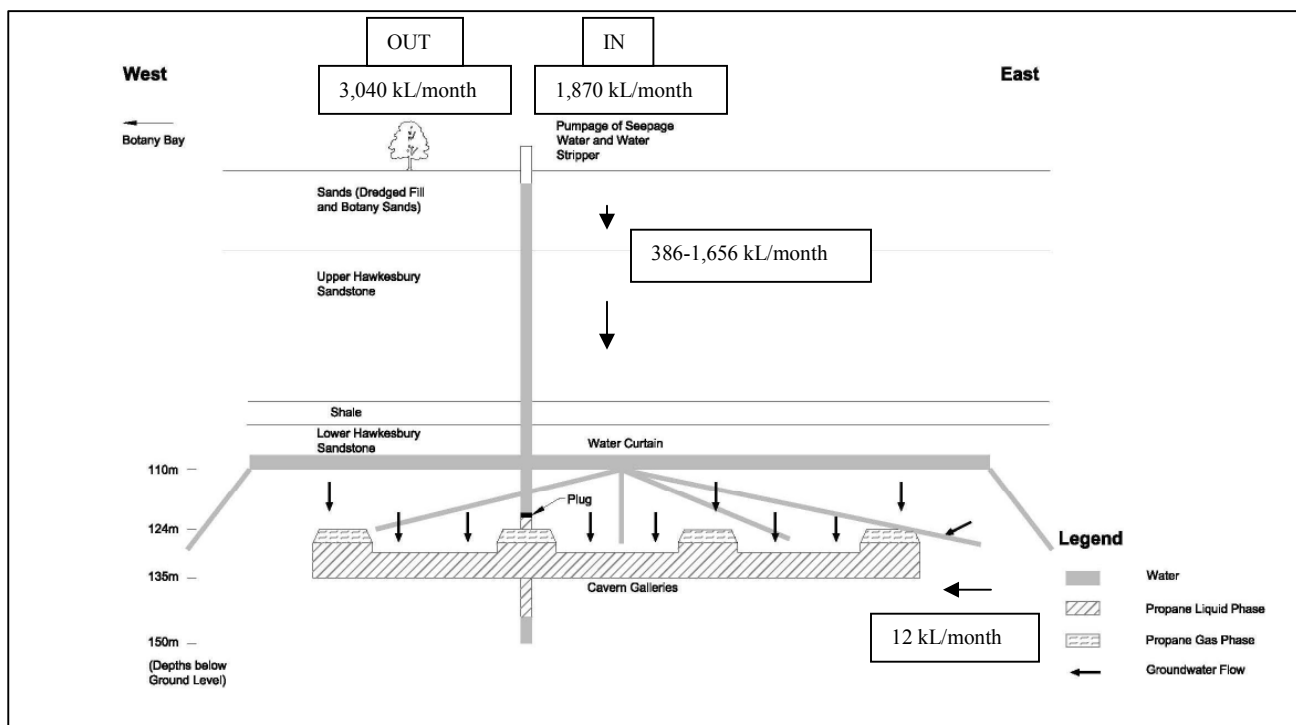 OUT
IN
West
East
3,040 kL/month
1,870 kL/month
Botany Bay
Pumpage of Seepage
Water and Water
Stripper
Sands (Dredged Fill
and Botany Sands)
386-1,656 kL/month
Upper Hawkesbury
Sandstone
Shale
Lower Hawkesbury
Sandstone
Water Curtain
110m
Plug
124m
Legend
135m
Cavern Galleries
Water
Propane Liquid Phase
12 kL/month
150m
Propane Gas Phase
(Depths below
Ground Level)
Groundwater Flow